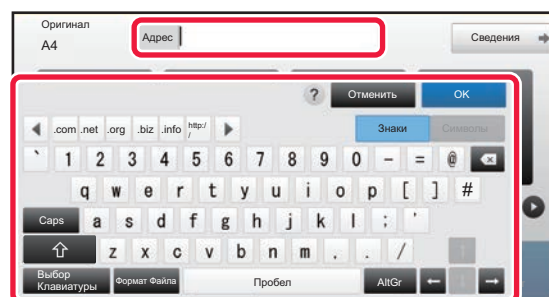 Оригинал
A4
Адрес
Сведения
? Отменить OK
.com .net .org .biz .info http:/
/
Знаки Символы
` 1 2 3 4 5 6 7 8 9 0 - = @
q w e r t y u i o p [ ] #
Caps a s d f g h j k l ; '
z x c v b n m . . /
Выбор
Клавиатуры
Формат Файла Пробел AltGr